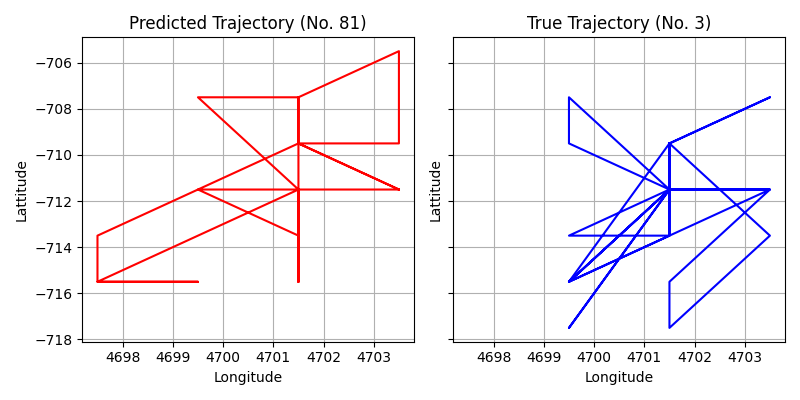 Predicted Trajectory (No. 81)
True Trajectory (No. 3)
Lattitude
−706
−708
−710
−712
−714
−716
−718
4698 4699 4700 4701 4702 4703
Longitude
Lattitude
4698 4699 4700 4701 4702 4703
Longitude